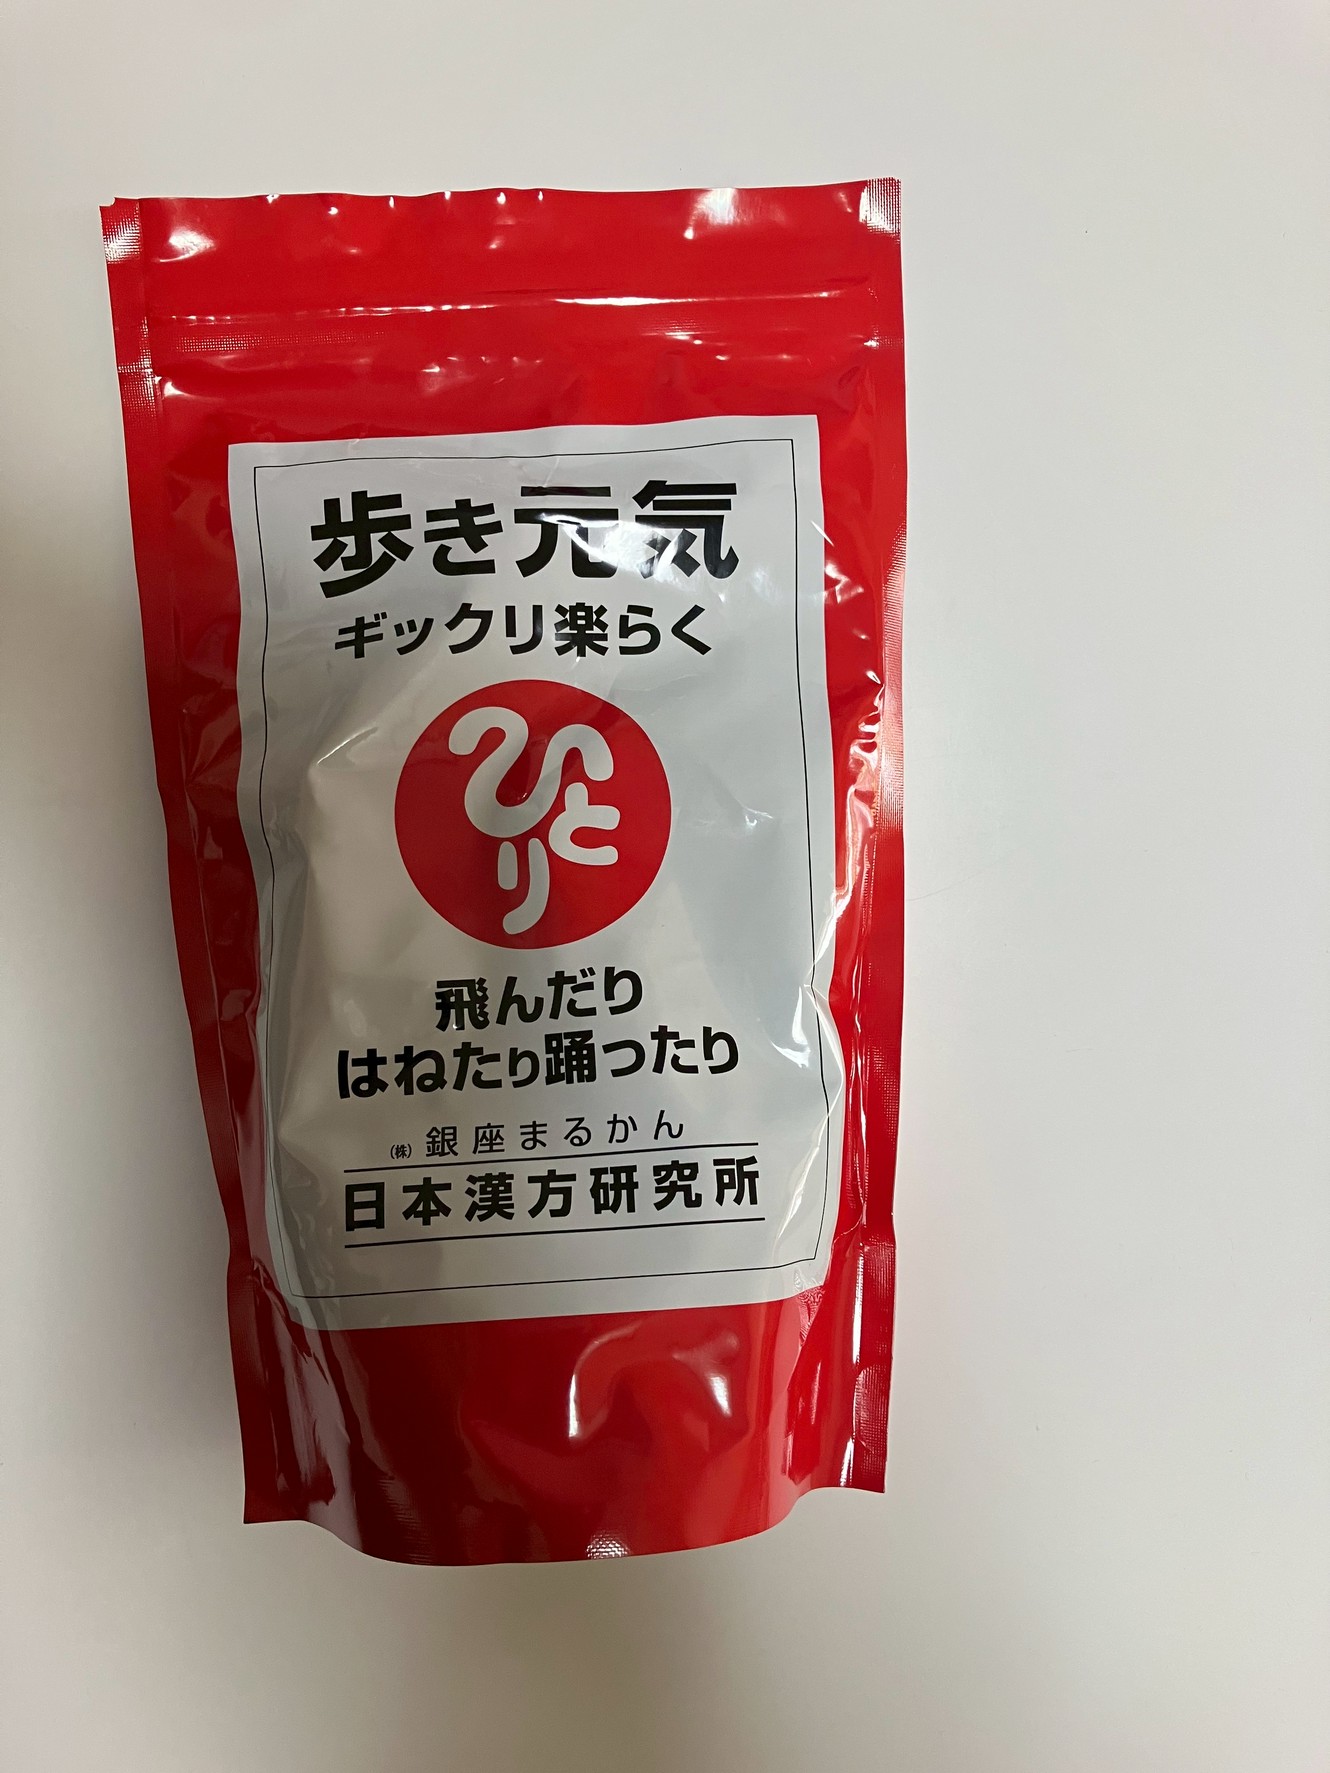 歩き元気
ギックリ楽らく
ひとり
飛んだり
はねたり踊ったり
(株) 銀座まるかん
日本漢方研究所